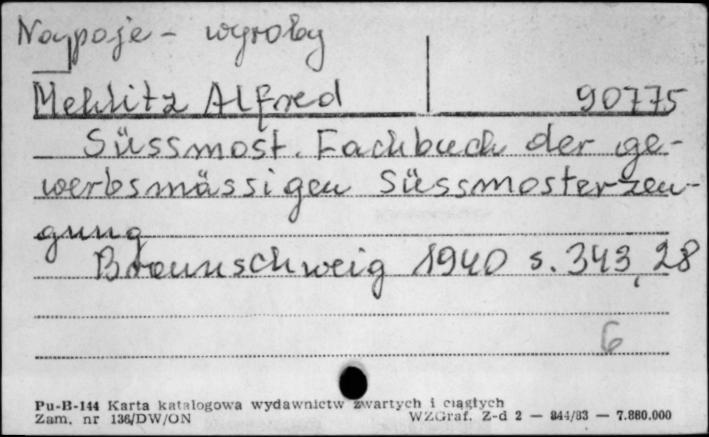 Napoje - wyroby
Mehlitz Alfred 90775
Süssmost. Fachbuch der ge-
werbsmässigen Süssmosterzeu-
gung
Braunschweig 1940 s. 343, 28
6
Pu-B-144 Karta katalogowa wydawnictw zwartych i ciągłych
Zam. nr 136/DW/ON WZGraf. Z-d 2 — 844/83 — 7.880.000